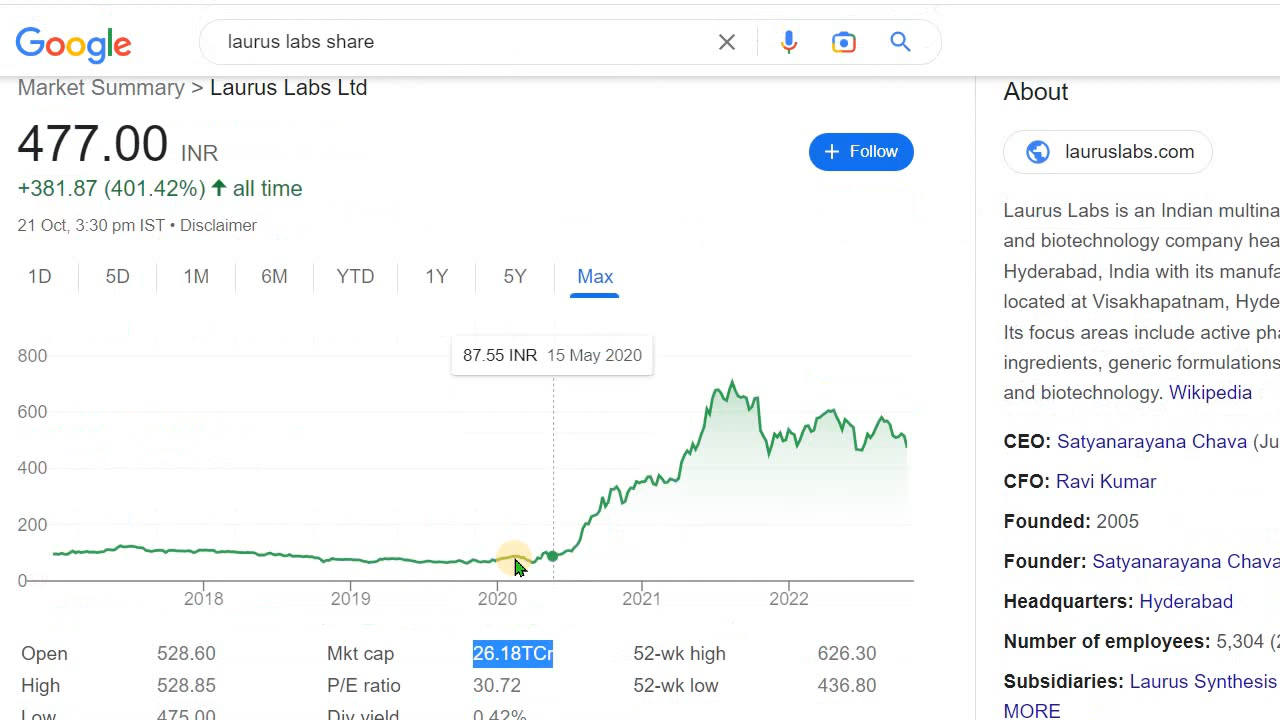 Google
laurus labs share
Market Summary > Laurus Labs Ltd
477.00 INR
+ Follow
+381.87 (401.42%) ↑ all time
21 Oct, 3:30 pm IST • Disclaimer
1D 5D 1M 6M YTD 1Y 5Y Max
87.55 INR 15 May 2020
800
600
400
200
0
2018 2019 2020 2021 2022
Open 528.60 Mkt cap 26.18TCr 52-wk high 626.30
High 528.85 P/E ratio 30.72 52-wk low 436.80
Low 475.00 Div yield 0.42%
About
lauruslabs.com
Laurus Labs is an Indian multina
and biotechnology company hea
Hyderabad, India with its manufa
located at Visakhapatnam, Hyde
Its focus areas include active pha
ingredients, generic formulations
and biotechnology. Wikipedia
CEO: Satyanarayana Chava (Ju
CFO: Ravi Kumar
Founded: 2005
Founder: Satyanarayana Chava
Headquarters: Hyderabad
Number of employees: 5,304 (2
Subsidiaries: Laurus Synthesis
MORE